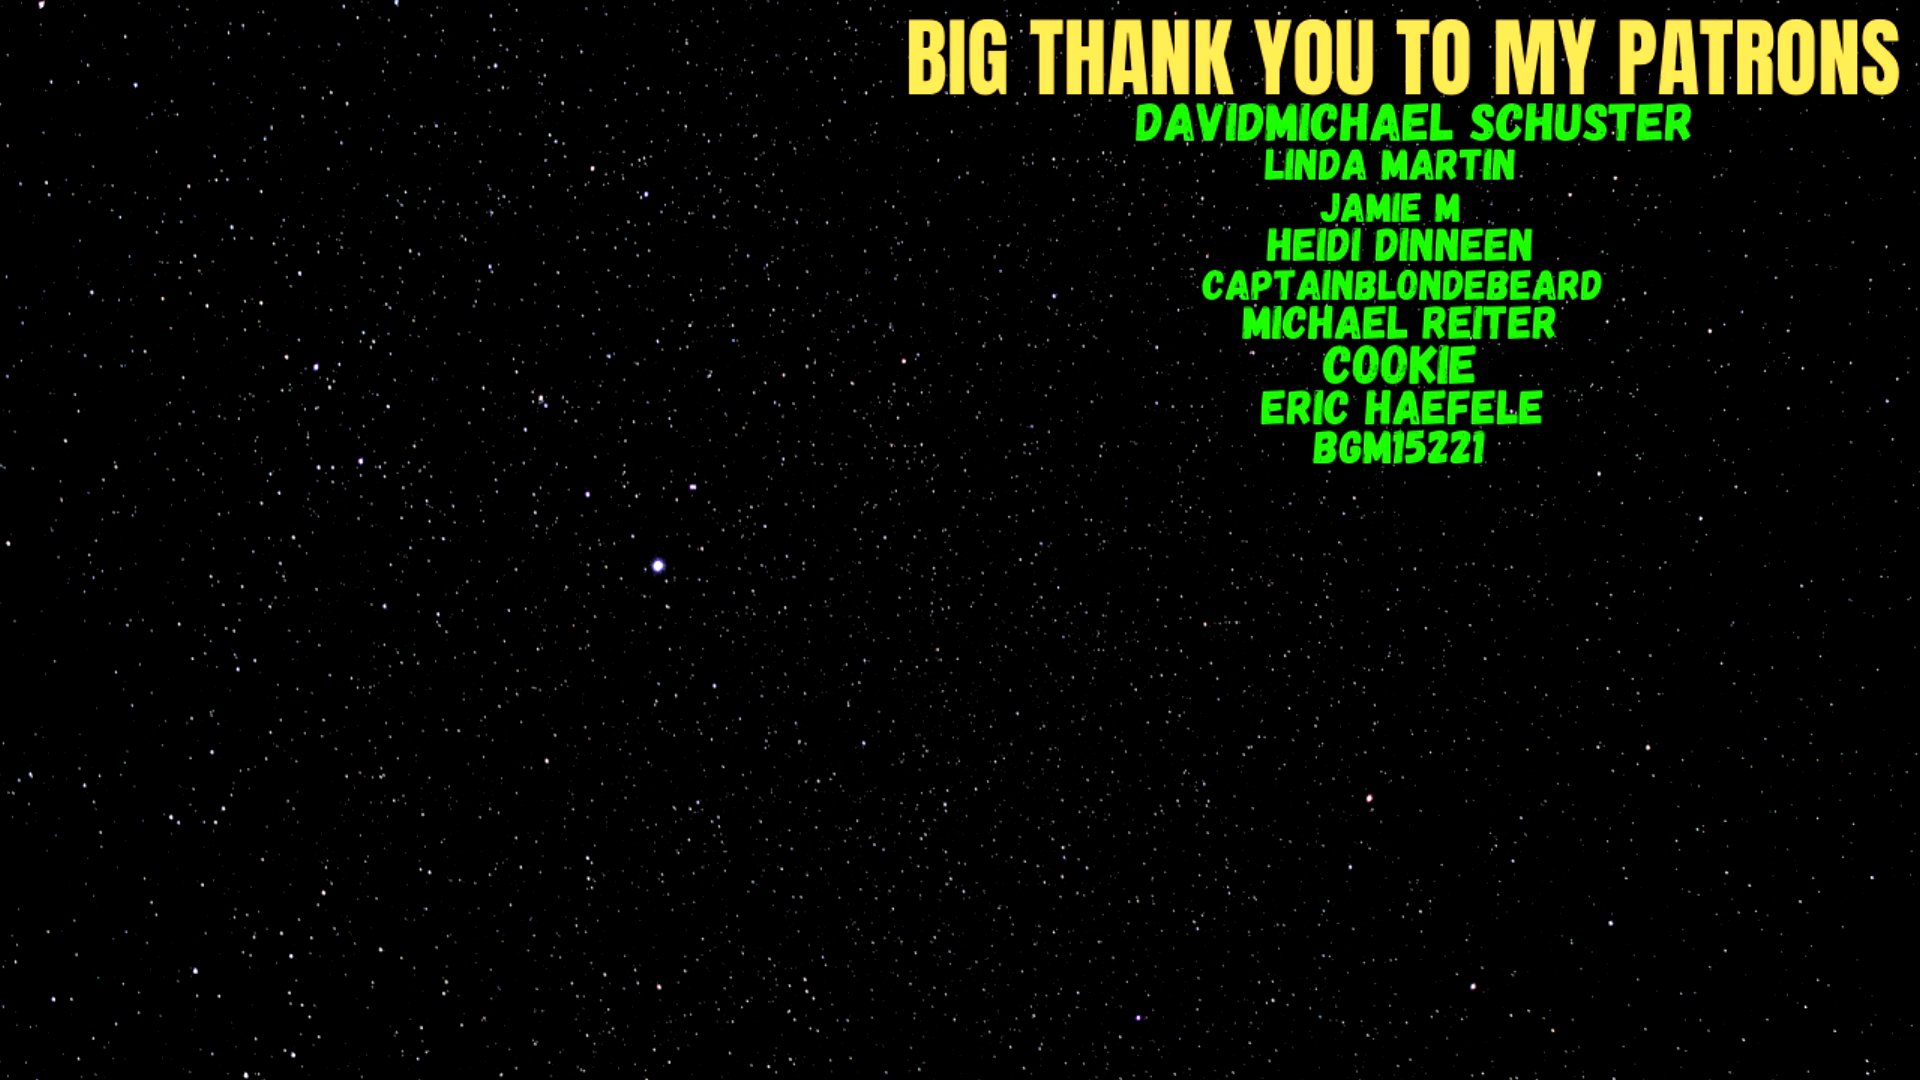 BIG THANK YOU TO MY PATRONS
DAVIDMICHAEL SCHUSTER
LINDA MARTIN
JAMIE M
HEIDI DINNEEN
CAPTAINBLONDEBEARD
MICHAEL REITER
COOKIE
ERIC HAEFELE
BGM15221